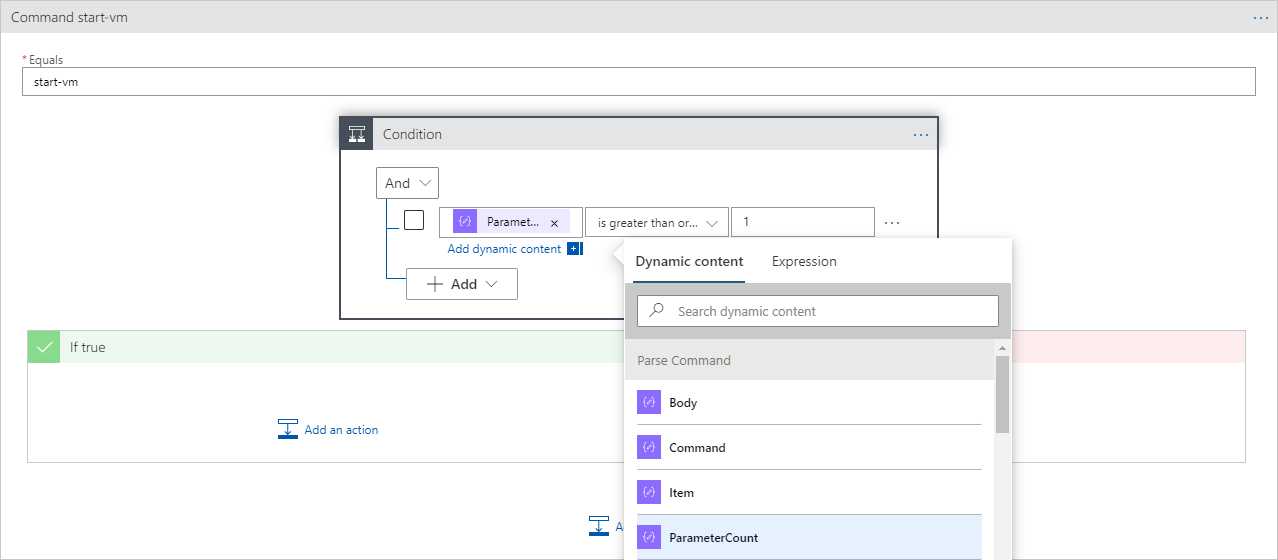 Command start-vm
...
* Equals
start-vm
Condition
...
And
Paramet... × is greater than or... 1 ...
Add dynamic content
Add
Dynamic content Expression
Search dynamic content
If true
Parse Command
Body
Add an action
Command
Item
A
ParameterCount